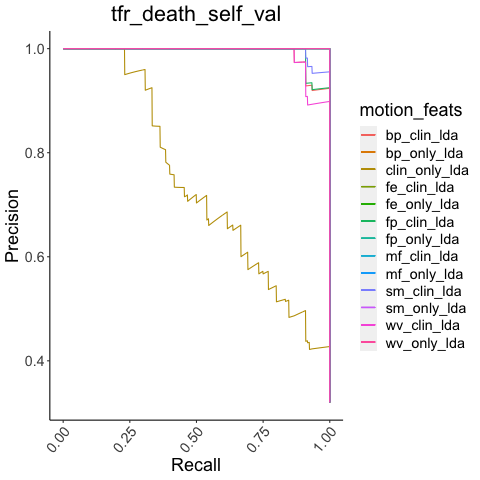 tfr_death_self_val
1.0
0.8
0.6
0.4
Precision
0.00
0.25
0.50
0.75
1.00
Recall
motion_feats
bp_clin_lda
bp_only_lda
clin_only_lda
fe_clin_lda
fe_only_lda
fp_clin_lda
fp_only_lda
mf_clin_lda
mf_only_lda
sm_clin_lda
sm_only_lda
wv_clin_lda
wv_only_lda